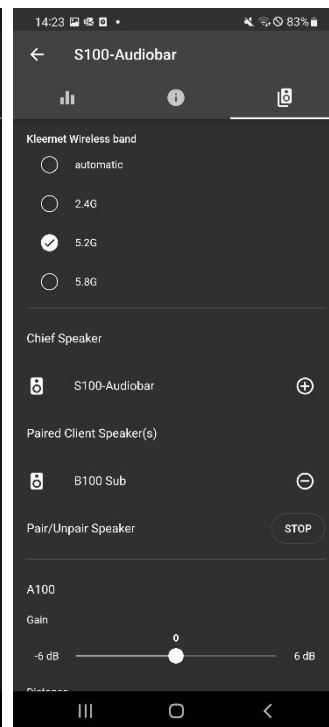 14:23 83%
S100-Audiobar
Kleernet Wireless band
automatic
2.4G
5.2G
5.8G
Chief Speaker
S100-Audiobar
Paired Client Speaker(s)
B100 Sub
Pair/Unpair Speaker STOP
A100
Gain
0
-6 dB 6 dB
Distance